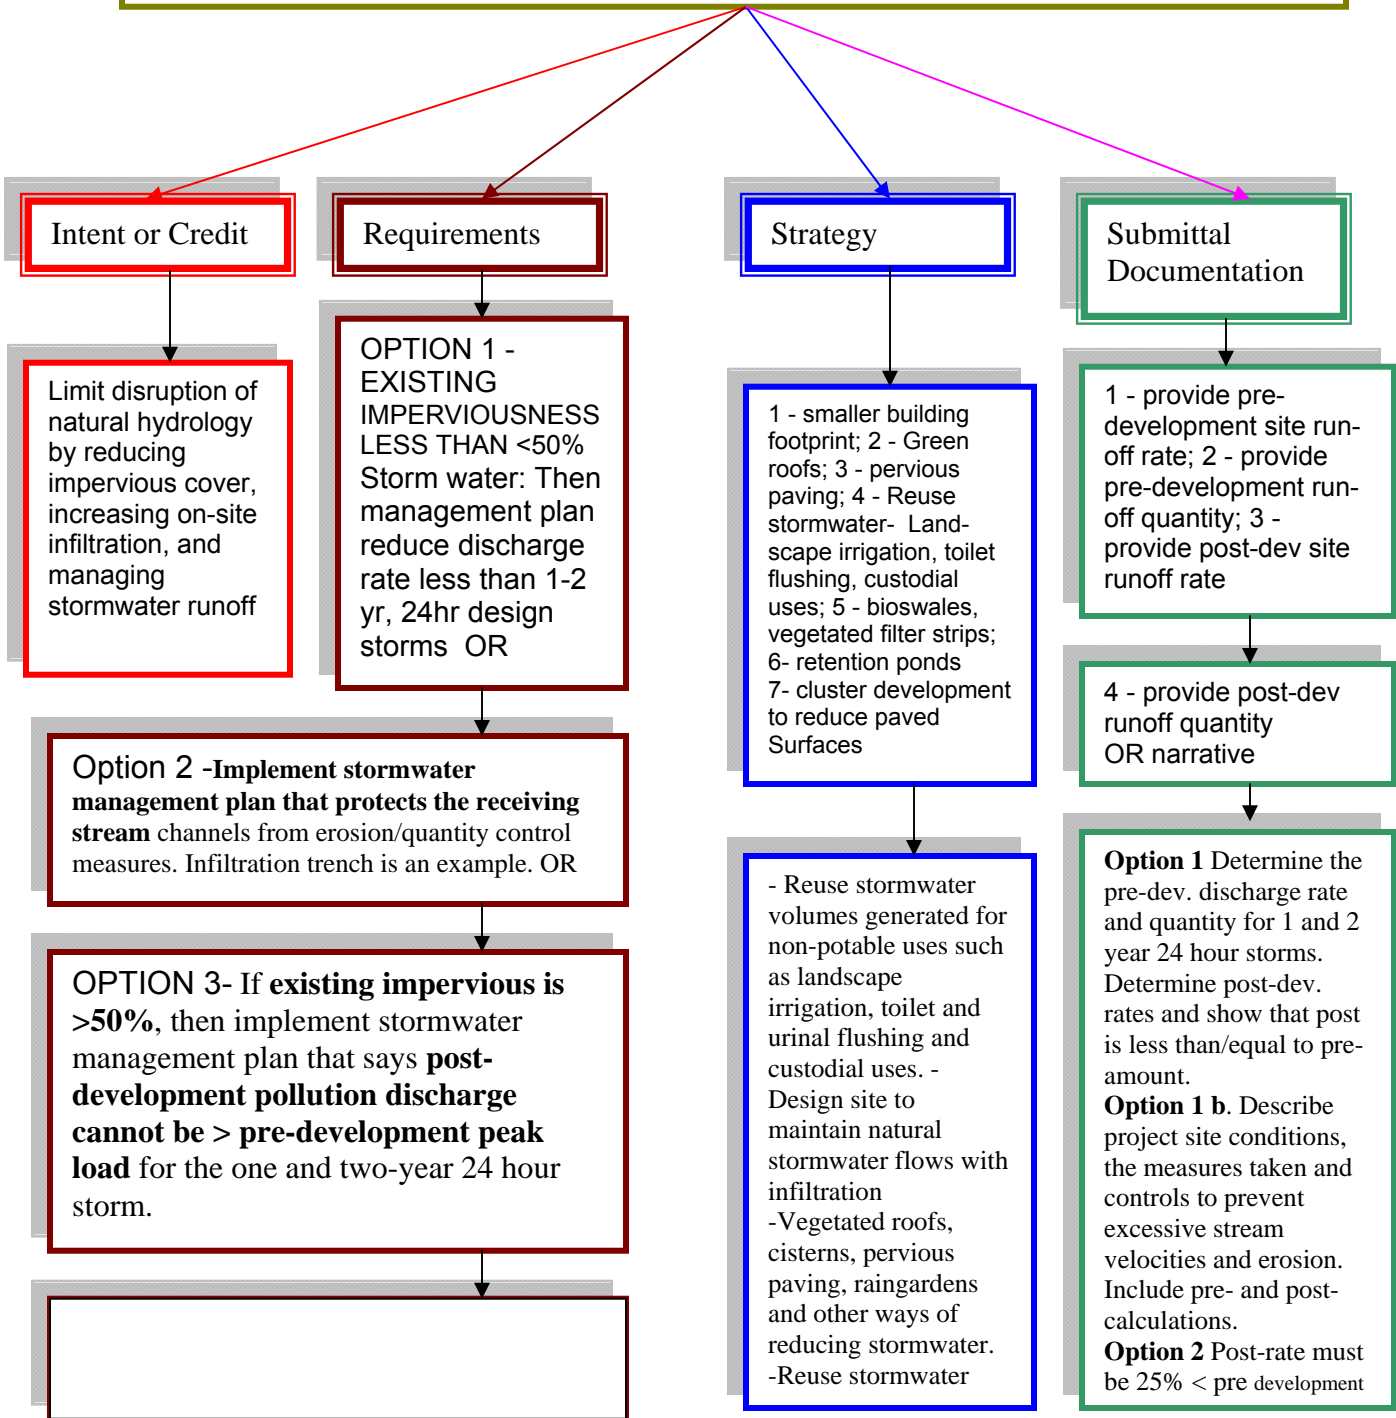 Intent or Credit
Requirements
Strategy
Submittal
Documentation
Limit disruption of
natural hydrology
by reducing
impervious cover,
increasing on-site
infiltration, and
managing
stormwater runoff
OPTION 1 -
EXISTING
IMPERVIOUSNESS
LESS THAN <50%
Storm water: Then
management plan
reduce discharge
rate less than 1-2
yr, 24hr design
storms  OR
Option 2 -Implement stormwater
management plan that protects the receiving
stream channels from erosion/quantity control
measures. Infiltration trench is an example. OR
OPTION 3- If existing impervious is
>50%, then implement stormwater
management plan that says post-
development pollution discharge
cannot be > pre-development peak
load for the one and two-year 24 hour
storm.
1 - smaller building
footprint; 2 - Green
roofs; 3 - pervious
paving; 4 - Reuse
stormwater-  Land-
scape irrigation, toilet
flushing, custodial
uses; 5 - bioswales,
vegetated filter strips;
6- retention ponds
7- cluster development
to reduce paved
Surfaces
- Reuse stormwater
volumes generated for
non-potable uses such
as landscape
irrigation, toilet and
urinal flushing and
custodial uses. -
Design site to
maintain natural
stormwater flows with
infiltration
-Vegetated roofs,
cisterns, pervious
paving, raingardens
and other ways of
reducing stormwater.
-Reuse stormwater
1 - provide pre-
development site run-
off rate; 2 - provide
pre-development run-
off quantity; 3 -
provide post-dev site
runoff rate
4 - provide post-dev
runoff quantity
OR narrative
Option 1 Determine the
pre-dev. discharge rate
and quantity for 1 and 2
year 24 hour storms.
Determine post-dev.
rates and show that post
is less than/equal to pre-
amount.
Option 1 b. Describe
project site conditions,
the measures taken and
controls to prevent
excessive stream
velocities and erosion.
Include pre- and post-
calculations.
Option 2 Post-rate must
be 25% < pre development